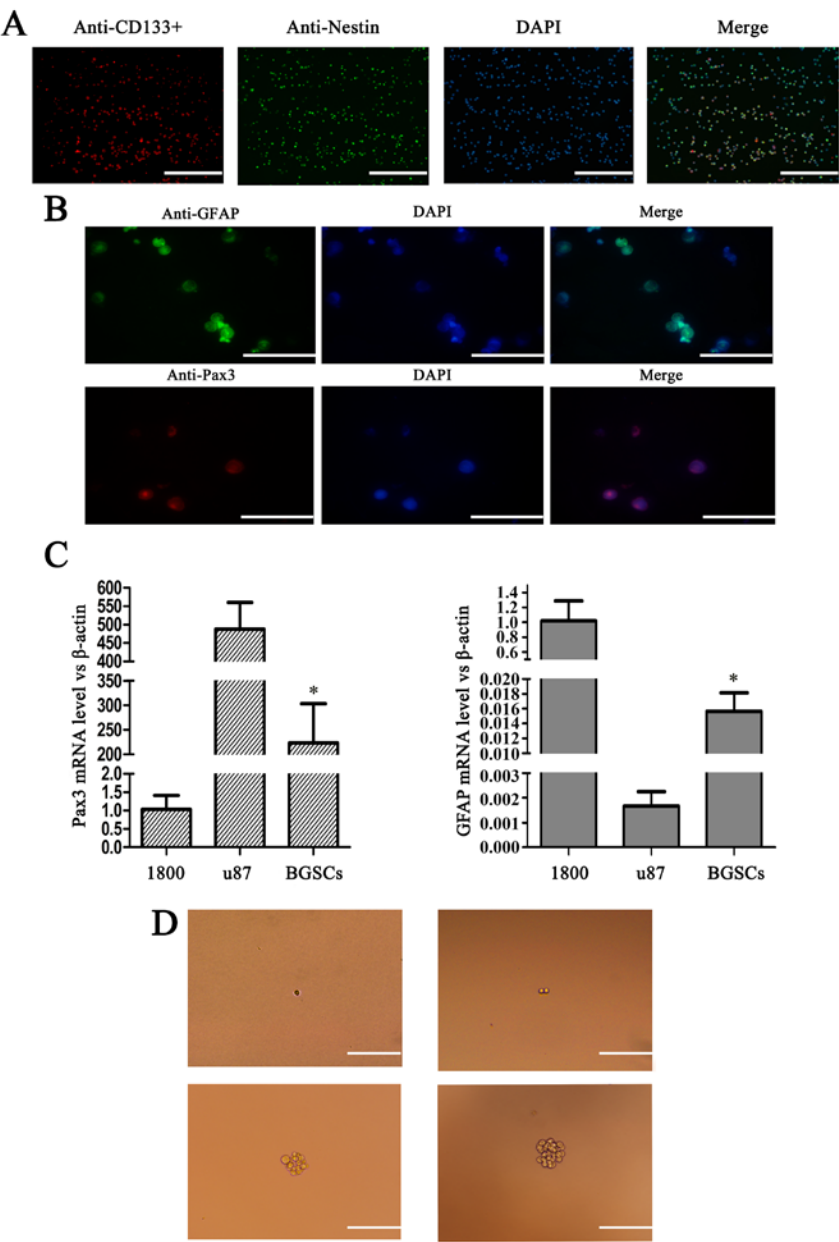 A
Anti-CD133+ Anti-Nestin DAPI Merge
B
Anti-GFAP DAPI Merge
Anti-Pax3 DAPI Merge
C
Pax3 mRNA level vs β-actin
600
550
500
450
400
350
300
250
200
2.0
1.5
1.0
0.5
0.0
*
1800 u87 BGSCs
GFAP mRNA level vs β-actin
1.4
1.2
1.0
0.8
0.6
0.020
0.018
0.016
0.014
0.012
0.010
0.003
0.002
0.001
0.000
*
1800 u87 BGSCs
D